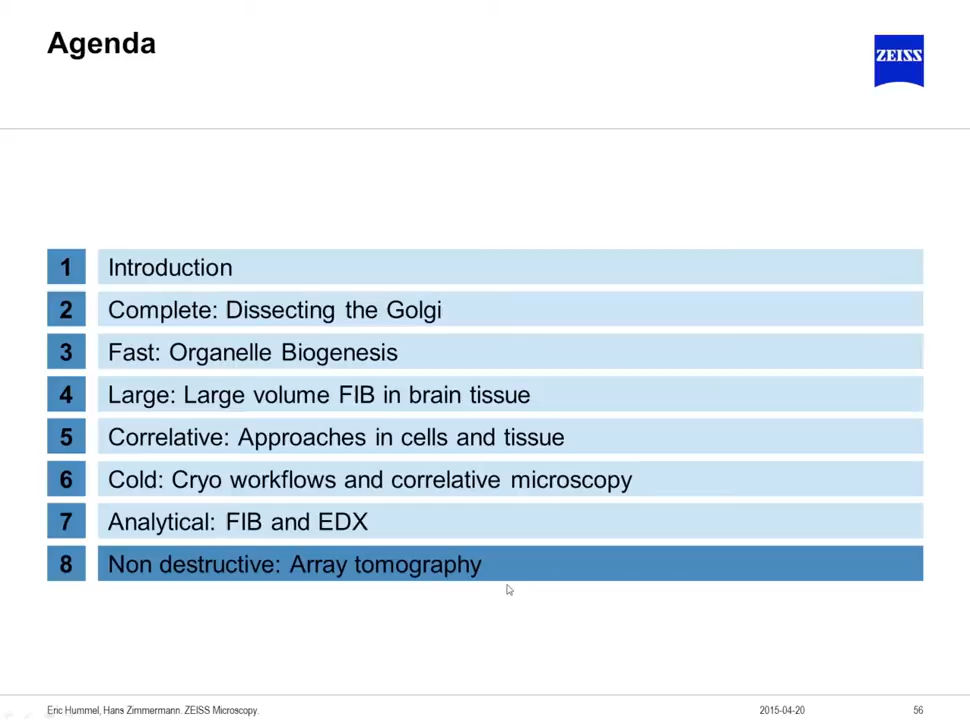 Agenda
ZEISS
1 Introduction
2 Complete: Dissecting the Golgi
3 Fast: Organelle Biogenesis
4 Large: Large volume FIB in brain tissue
5 Correlative: Approaches in cells and tissue
6 Cold: Cryo workflows and correlative microscopy
7 Analytical: FIB and EDX
8 Non destructive: Array tomography
Eric Hummel, Hans Zimmermann. ZEISS Microscopy. 2015-04-20 56